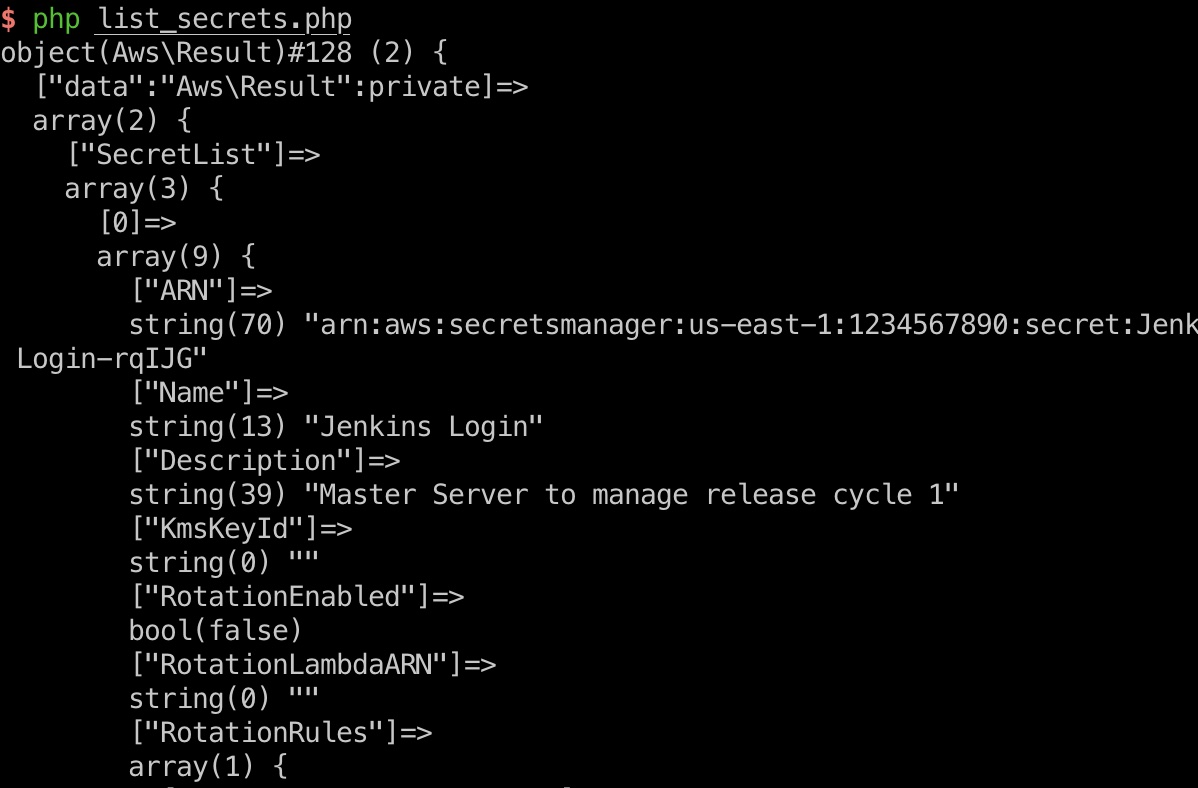 $ php list_secrets.php
object(Aws\Result)#128 (2) {
  ["data":"Aws\Result":private]=>
  array(2) {
    ["SecretList"]=>
    array(3) {
      [0]=>
      array(9) {
        ["ARN"]=>
        string(70) "arn:aws:secretsmanager:us-east-1:1234567890:secret:Jenk
 Login-rqIJG"
        ["Name"]=>
        string(13) "Jenkins Login"
        ["Description"]=>
        string(39) "Master Server to manage release cycle 1"
        ["KmsKeyId"]=>
        string(0) ""
        ["RotationEnabled"]=>
        bool(false)
        ["RotationLambdaARN"]=>
        string(0) ""
        ["RotationRules"]=>
        array(1) {